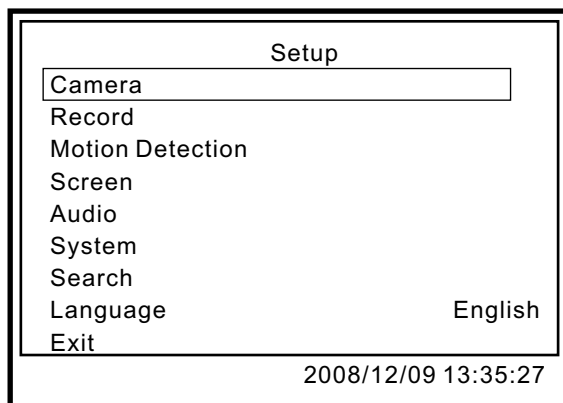 Setup
Camera
Record
Motion Detection
Screen
Audio
System
Search
Language English
Exit
2008/12/09 13:35:27